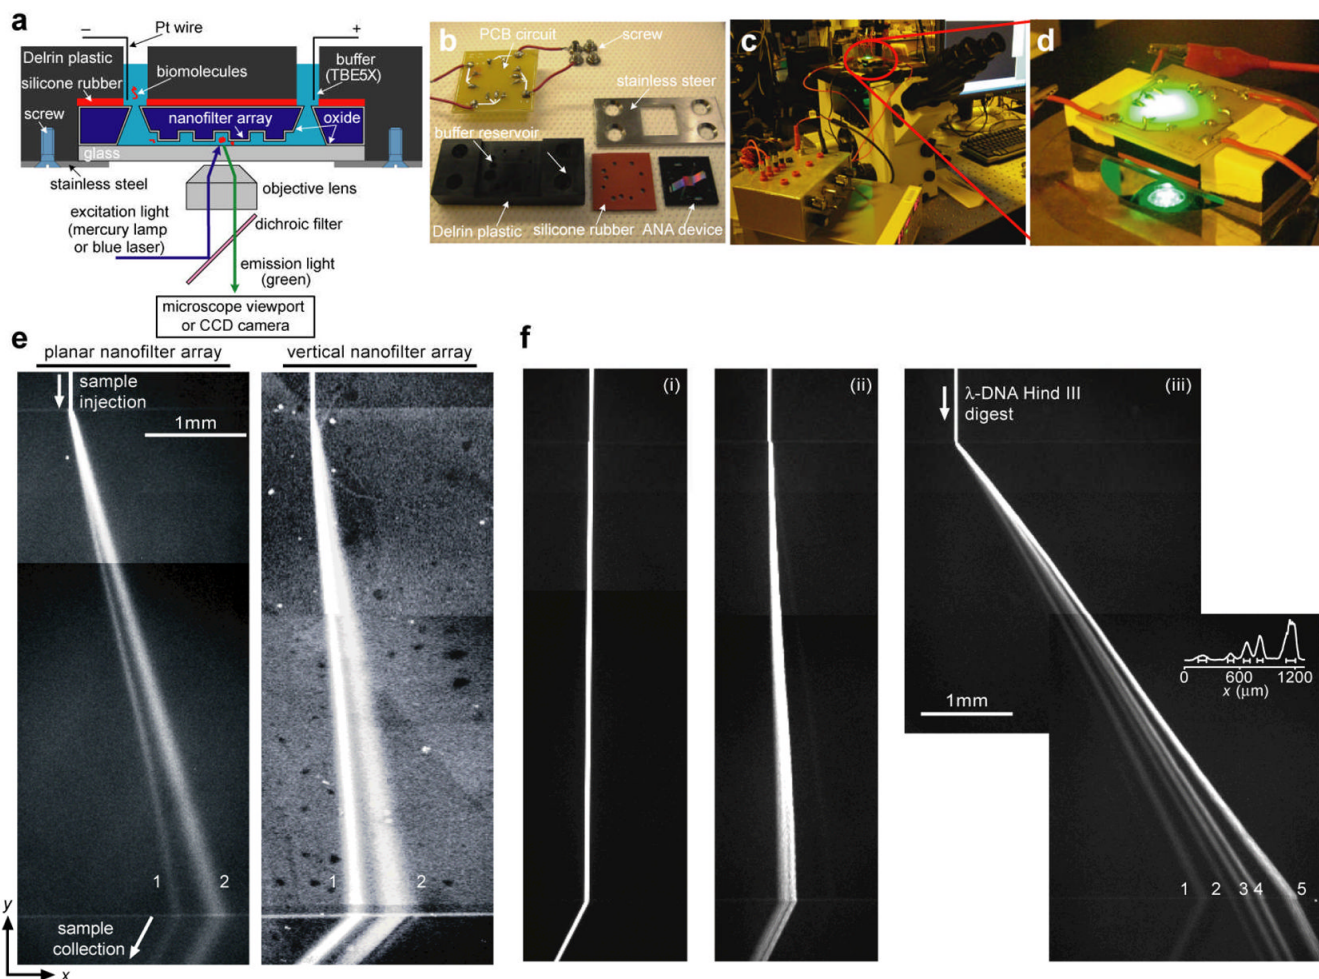 a
Pt wire
−
+
Delrin plastic
silicone rubber
biomolecules
buffer
(TBE5X)
screw
nanofilter array
oxide
glass
stainless steel
objective lens
excitation light
(mercury lamp
or blue laser)
dichroic filter
emission light
(green)
microscope viewport
or CCD camera
b
PCB circuit
screw
stainless steer
buffer reservoir
Delrin plastic
silicone rubber
ANA device
c
d
e
planar nanofilter array
vertical nanofilter array
sample
injection
1mm
1
2
1
2
sample
collection
y
x
f
(i)
(ii)
(iii)
λ-DNA Hind III
digest
0
600
1200
x (μm)
1mm
1
2
3
4
5